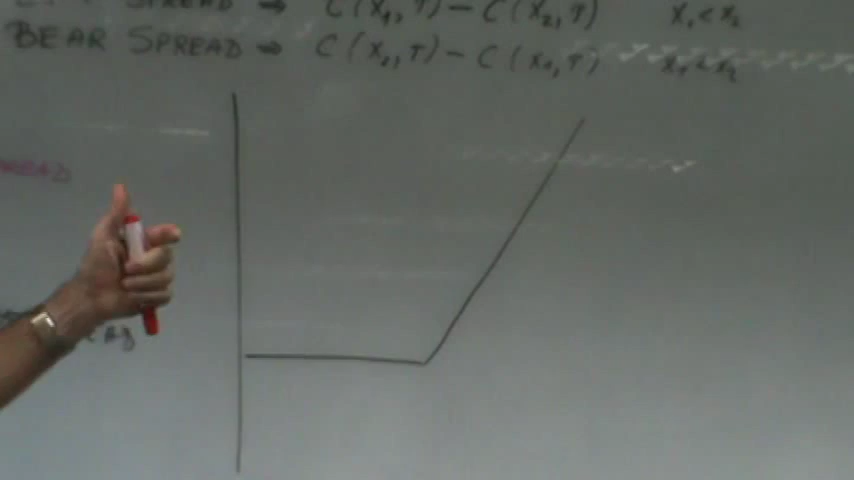 SPREAD ⇒ C(X₁, T) − C(X₂, T) X₁ < X₂
BEAR SPREAD ⇒ C(X₂, T) − C(X₁, T) X₁ < X₂